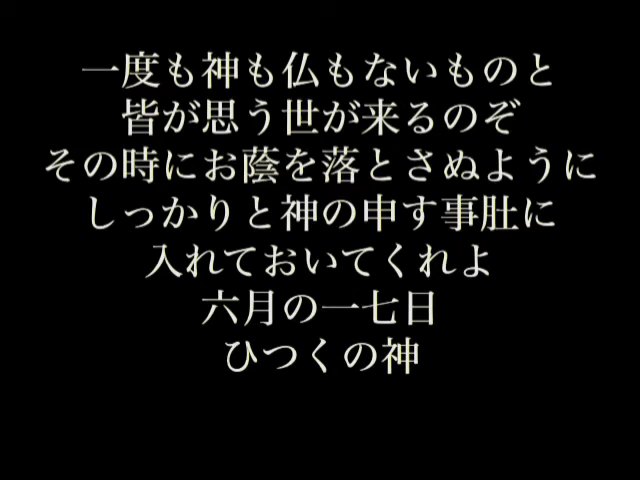 一度も神も仏もないものと
皆が思う世が来るのぞ
その時にお蔭を落とさぬように
しっかりと神の申す事肚に
入れておいてくれよ
六月の一七日
ひつくの神